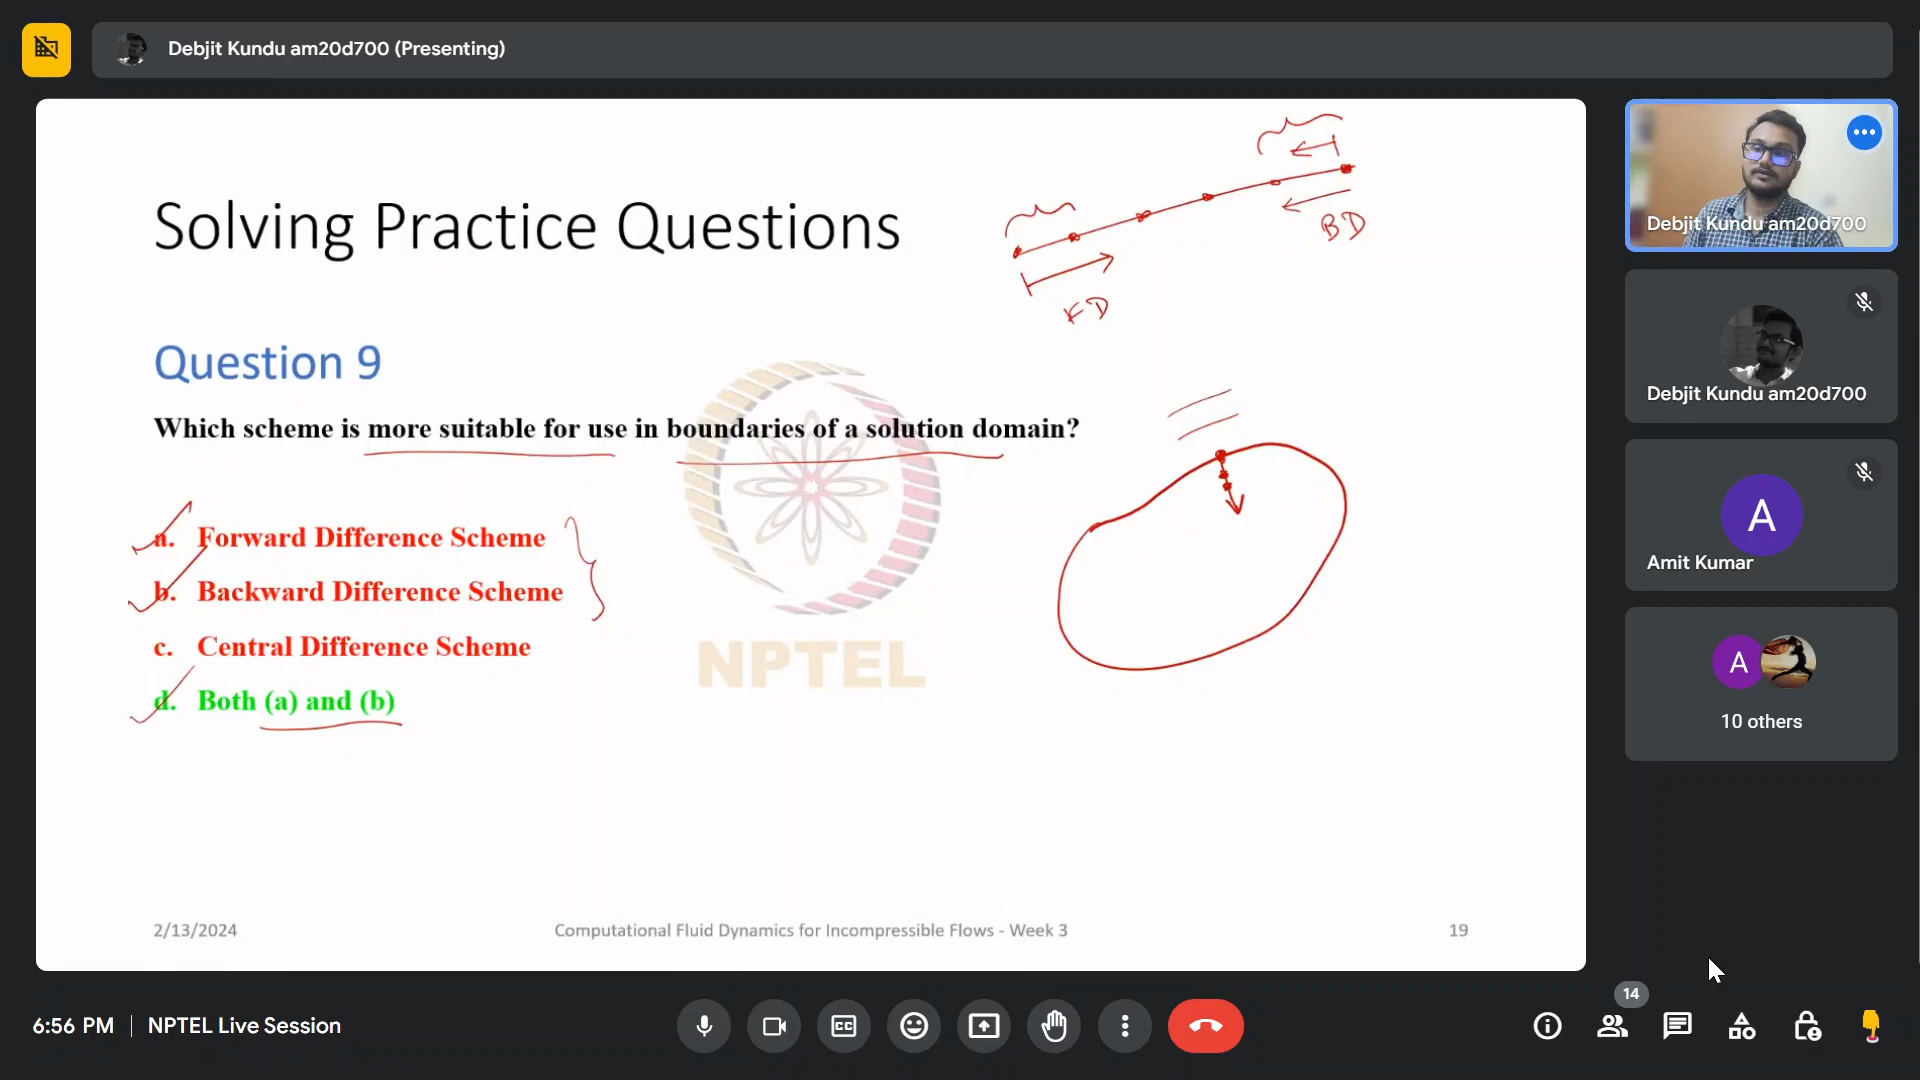 Debjit Kundu am20d700 (Presenting)
Solving Practice Questions
BD
FD
Question 9
Which scheme is more suitable for use in boundaries of a solution domain?
a. Forward Difference Scheme
b. Backward Difference Scheme
c. Central Difference Scheme
d. Both (a) and (b)
NPTEL
2/13/2024
Computational Fluid Dynamics for Incompressible Flows - Week 3
19
Debjit Kundu am20d700
Debjit Kundu am20d700
A
Amit Kumar
A
10 others
6:56 PM | NPTEL Live Session
CC
14